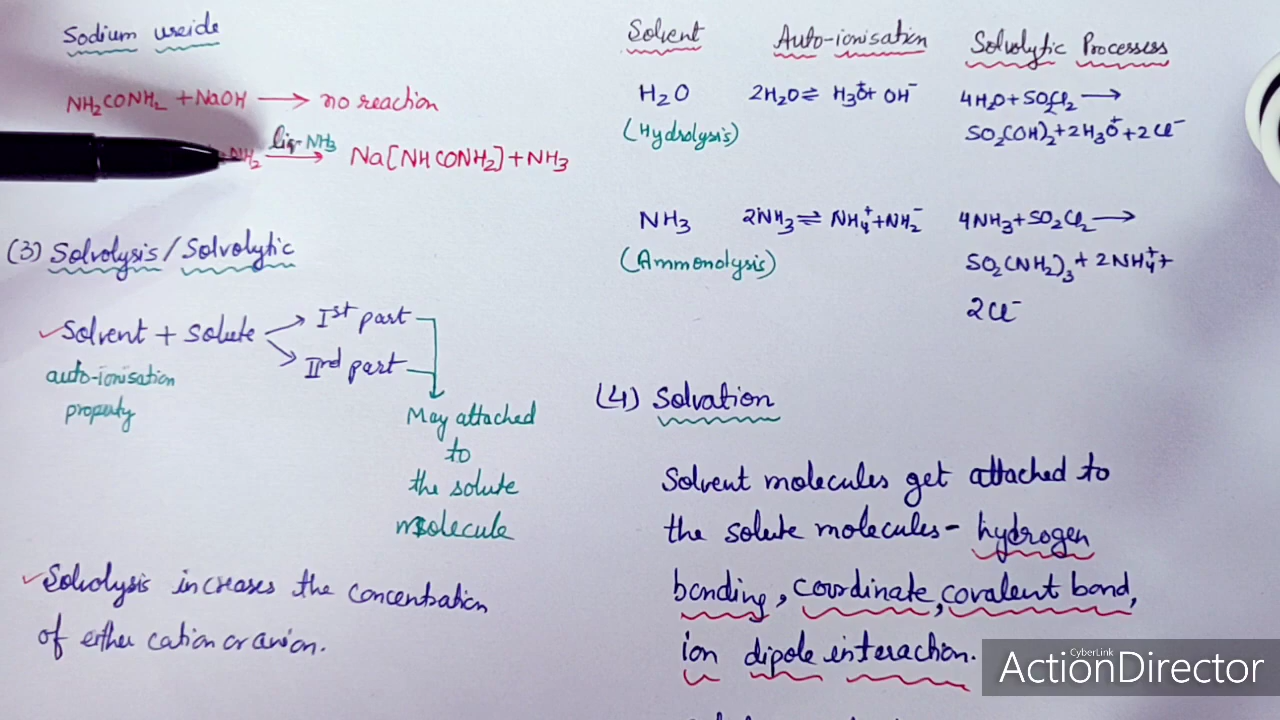 Sodium ureide
NH₂CONH₂ + NaOH ⟶ no reaction
NH₂ liq. NH₃ ⟶ Na[NHCONH₂] + NH₃
(3) Solvolysis / Solvolytic
✓ Solvent + Solute
Iˢᵗ part
IIⁿᵈ part
auto-ionisation
property
May attached
to
the solute
molecule
✓ Solvolysis increases the concentration
of either cation or anion.
Solvent Auto-ionisation Solvolytic Processess
H₂O 2H₂O ⇌ H₃O⁺ + OH⁻ 4H₂O + SO₂Cl₂ ⟶
(Hydrolysis) SO₂(OH)₂ + 2H₃O⁺ + 2Cl⁻
NH₃ 2NH₃ ⇌ NH₄⁺ + NH₂⁻ 4NH₃ + SO₂Cl₂ ⟶
(Ammonolysis) SO₂(NH₂)₃ + 2NH₄⁺ +
2Cl⁻
(4) Solvation
Solvent molecules get attached to
the solute molecules - hydrogen
bonding, coordinate, covalent bond,
ion dipole interaction.
CyberLink
ActionDirector